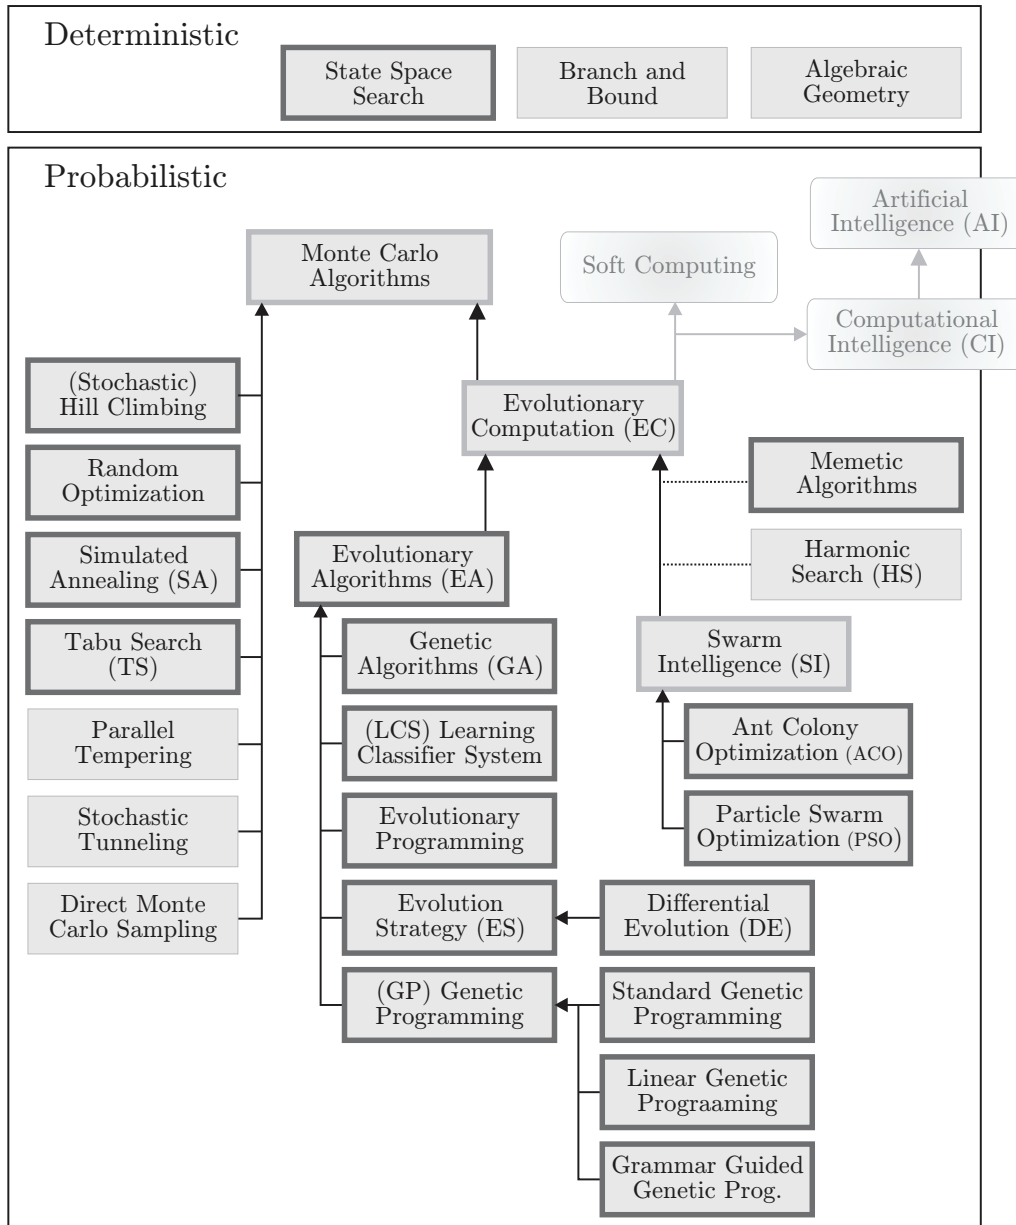 Deterministic
State Space
Search
Branch and
Bound
Algebraic
Geometry
Probabilistic
Artificial
Intelligence (AI)
Monte Carlo
Algorithms
Soft Computing
Computational
Intelligence (CI)
(Stochastic)
Hill Climbing
Evolutionary
Computation (EC)
Random
Optimization
Memetic
Algorithms
Simulated
Annealing (SA)
Evolutionary
Algorithms (EA)
Harmonic
Search (HS)
Tabu Search
(TS)
Genetic
Algorithms (GA)
Swarm
Intelligence (SI)
Parallel
Tempering
(LCS) Learning
Classifier System
Ant Colony
Optimization (ACO)
Stochastic
Tunneling
Evolutionary
Programming
Particle Swarm
Optimization (PSO)
Direct Monte
Carlo Sampling
Evolution
Strategy (ES)
Differential
Evolution (DE)
(GP) Genetic
Programming
Standard Genetic
Programming
Linear Genetic
Prograaming
Grammar Guided
Genetic Prog.